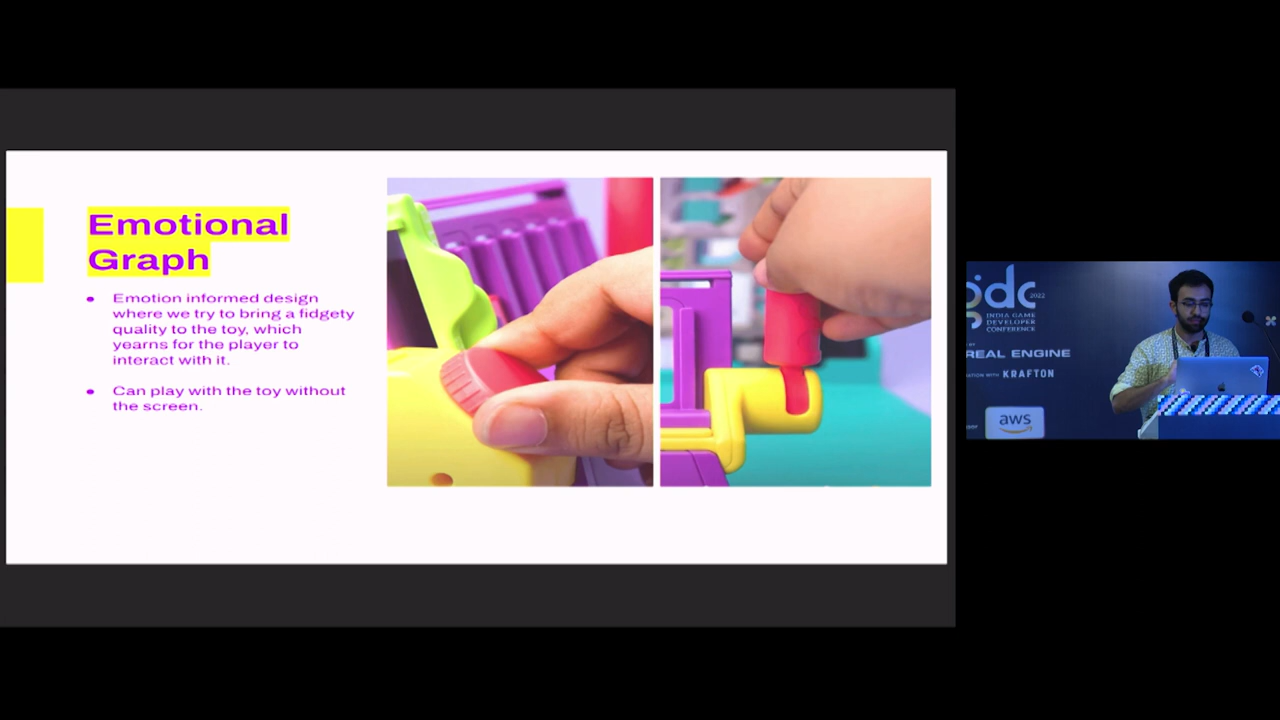 Emotional
Graph
Emotion informed design
where we try to bring a fidgety
quality to the toy, which
yearns for the player to
interact with it.
Can play with the toy without
the screen.
2022
INDIA GAME
DEVELOPER
CONFERENCE
REAL ENGINE
KRAFTON
aws